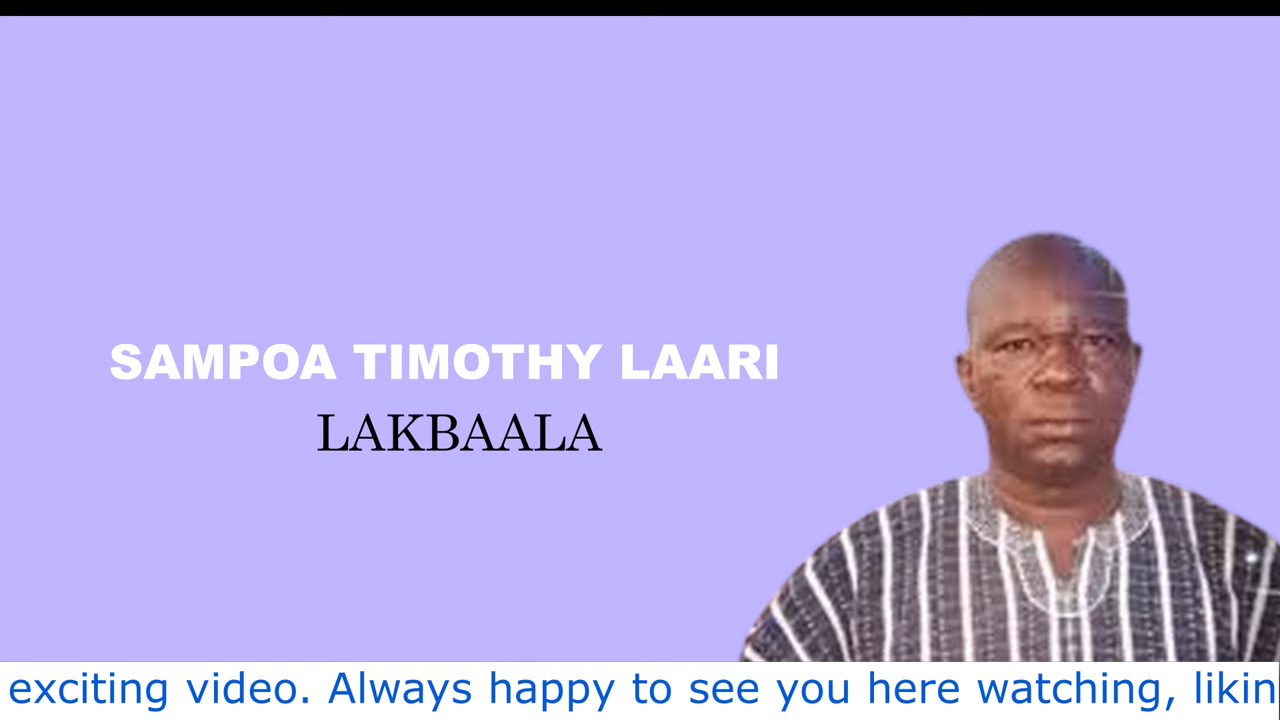 SAMPOA TIMOTHY LAARI
LAKBAALA
exciting video. Always happy to see you here watching, likin